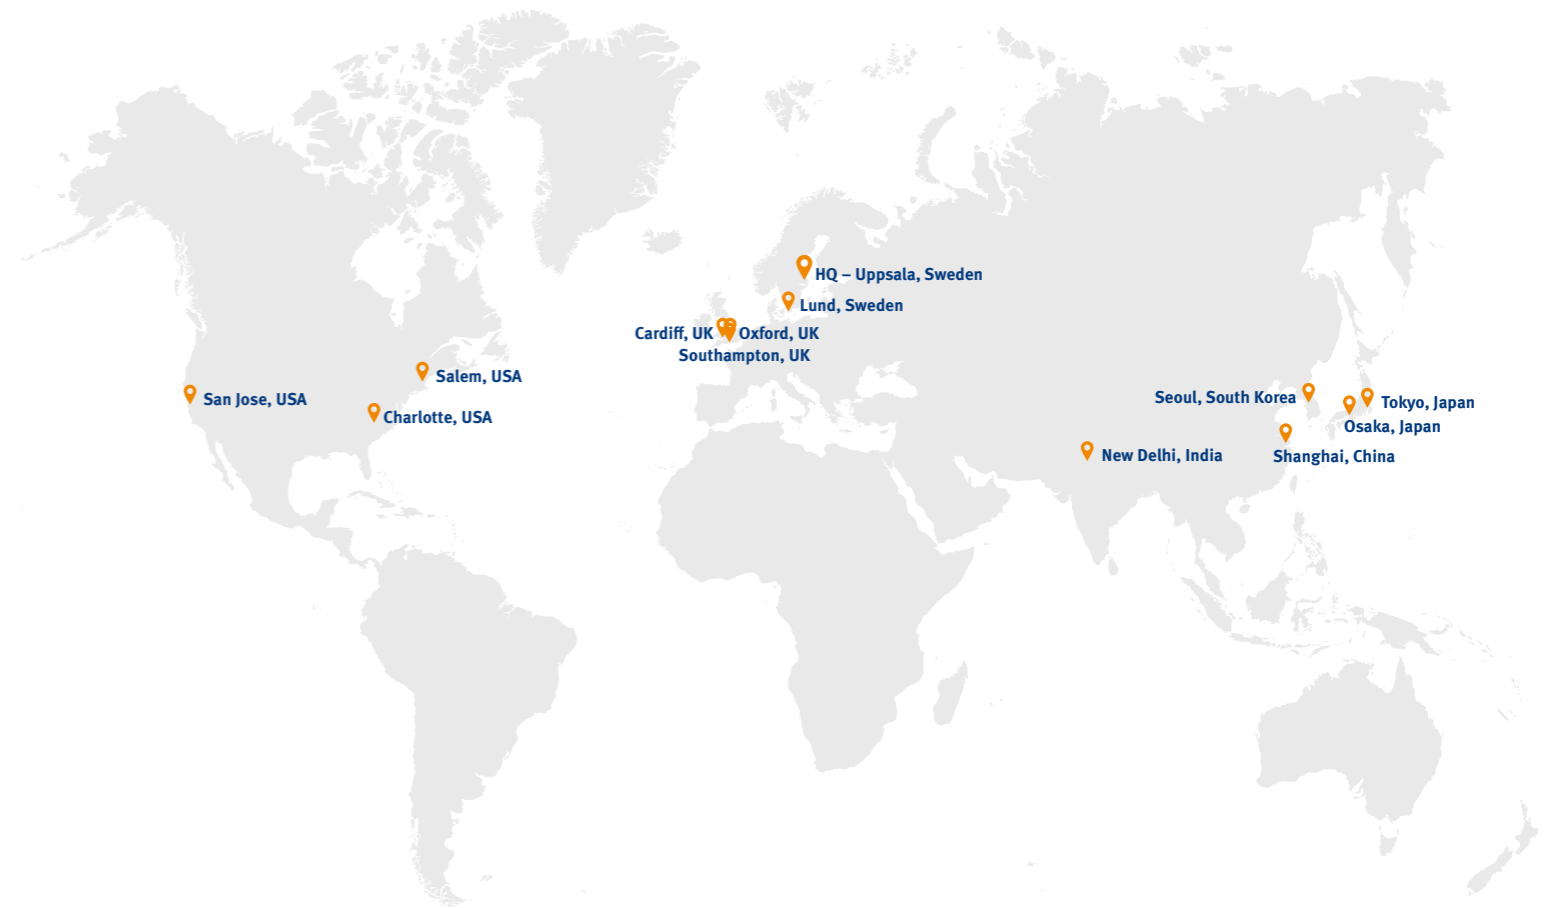 HQ – Uppsala, Sweden
Lund, Sweden
Cardiff, UK
Oxford, UK
Southampton, UK
Salem, USA
San Jose, USA
Charlotte, USA
Seoul, South Korea
Tokyo, Japan
Osaka, Japan
New Delhi, India
Shanghai, China